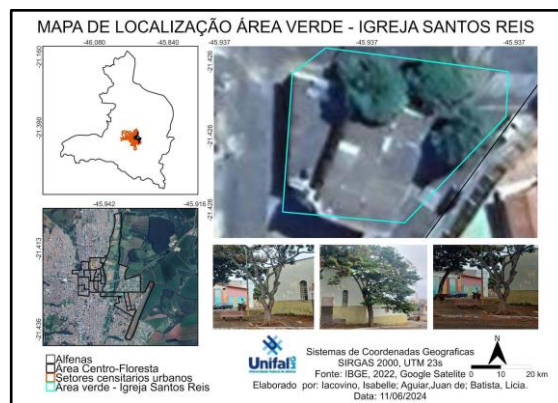 MAPA DE LOCALIZAÇÃO ÁREA VERDE - IGREJA SANTOS REIS
-46.080 -45.840
-21.390
-45.937 -45.937 -45.937
-21.426
-21.426
-21.426
-45.942 -45.916
-21.413
-21.436
Alfenas
Área Centro-Floresta
Setores censitarios urbanos
Área verde - Igreja Santos Reis
Unifal
Sistemas de Coordenadas Geograficas
SIRGAS 2000, UTM 23s
Fonte: IBGE, 2022, Google Satelite
Elaborado por: Iacovino, Isabelle; Aguiar,Juan de; Batista, Licia.
Data: 11/06/2024
N
0 10 20 km